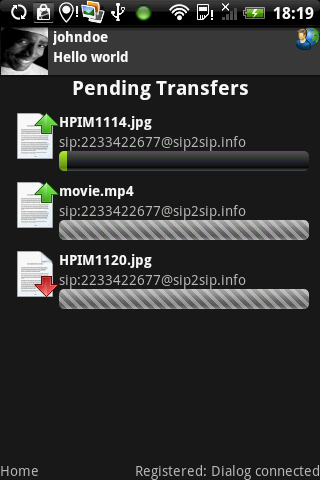 18:19
johndoe
Hello world
Pending Transfers
HPIM1114.jpg
sip:2233422677@sip2sip.info
movie.mp4
sip:2233422677@sip2sip.info
HPIM1120.jpg
sip:2233422677@sip2sip.info
Home
Registered: Dialog connected